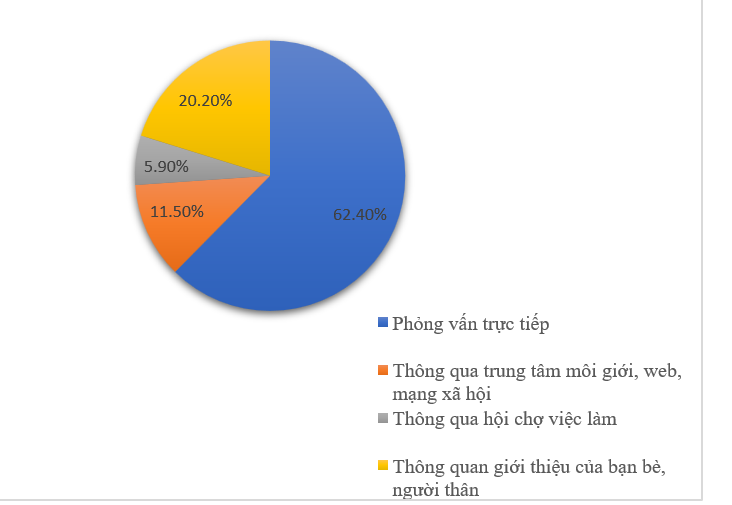 20.20%
5.90%
11.50%
62.40%
Phỏng vấn trực tiếp
Thông qua trung tâm môi giới, web,
mạng xã hội
Thông qua hội chợ việc làm
Thông quan giới thiệu của bạn bè,
người thân